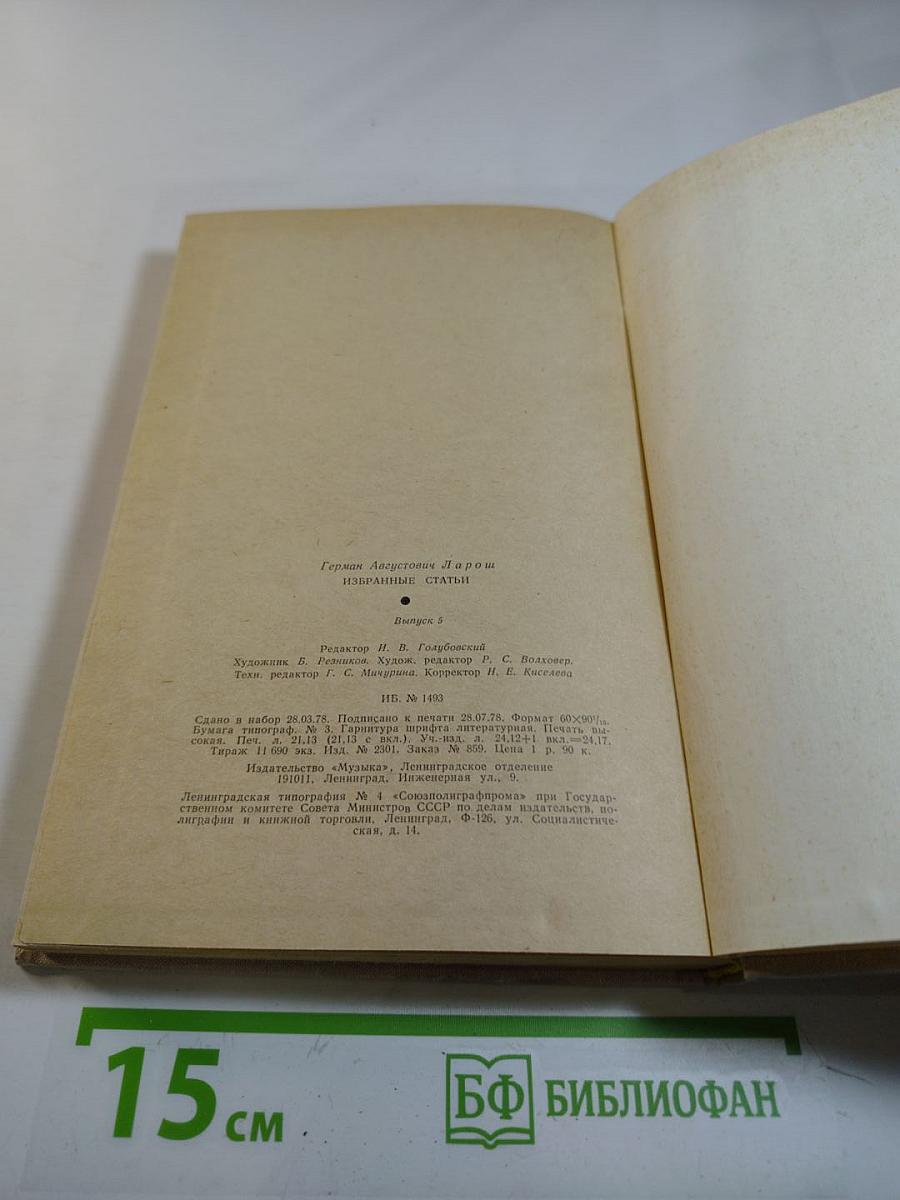 Герман Августович Ларош
ИЗБРАННЫЕ СТАТЬИ
Выпуск 5
Редактор И. В. Голубовский
Художник Б. Резников. Худож. редактор Р. С. Волховер.
Техн. редактор Г. С. Мичурина. Корректор Н. Е. Киселева
ИБ. № 1493
Сдано в набор 28.03.78. Подписано к печати 28.07.78. Формат 60×90¹/₁₆.
Бумага типограф. № 3. Гарнитура шрифта литературная. Печать вы-
сокая. Печ. л. 21,13 (21,13 с вкл.). Уч.-изд. л. 24,12+1 вкл.=24,17.
Тираж 11 690 экз. Изд. № 2301. Заказ № 859. Цена 1 р. 90 к.
Издательство «Музыка», Ленинградское отделение
191011, Ленинград, Инженерная ул., 9.
Ленинградская типография № 4 «Союзполиграфпрома» при Государ-
ственном комитете Совета Министров СССР по делам издательств, по-
лиграфии и книжной торговли, Ленинград, Ф-126, ул. Социалистиче-
ская, д. 14.
15 см
БФ БИБЛИОФАН